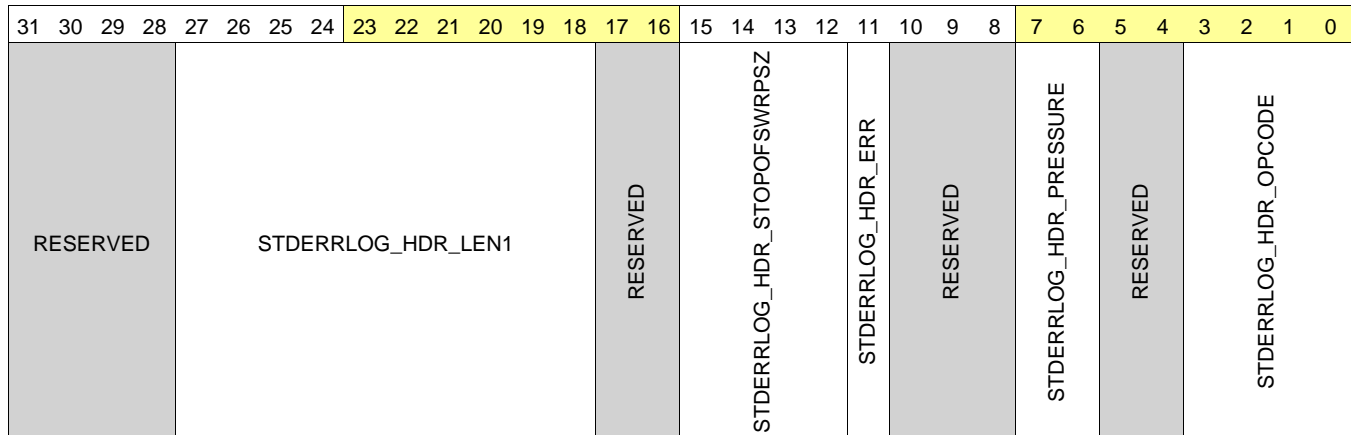 31 30 29 28 27 26 25 24 23 22 21 20 19 18 17 16 15 14 13 12 11 10 9 8 7 6 5 4 3 2 1 0
RESERVED
STDERRLOG_HDR_LEN1
RESERVED
STDERRLOG_HDR_STOPOFSWRPSZ
STDERRLOG_HDR_ERR
RESERVED
STDERRLOG_HDR_PRESSURE
RESERVED
STDERRLOG_HDR_OPCODE